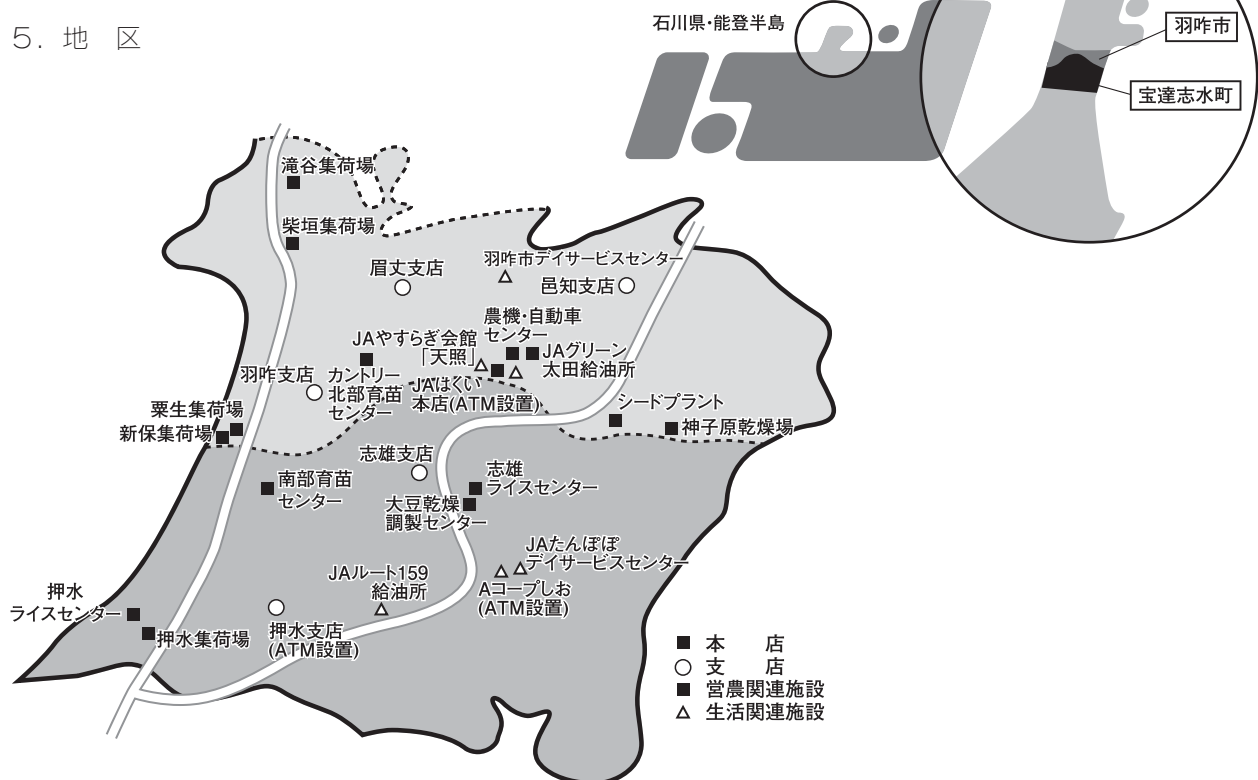 5. 地 区
石川県・能登半島
羽咋市
宝達志水町
滝谷集荷場
柴垣集荷場
眉丈支店
羽咋市デイサービスセンター
邑知支店
農機・自動車
センター
JAやすらぎ会館
「天照」
JAグリーン
太田給油所
羽咋支店
カントリー
北部育苗
センター
JAはくい
本店(ATM設置)
シードプラント
神子原乾燥場
粟生集荷場
新保集荷場
志雄支店
南部育苗
センター
志雄
ライスセンター
大豆乾燥
調製センター
JAたんぽぽ
デイサービスセンター
JAルート159
給油所
Aコープしお
(ATM設置)
押水
ライスセンター
押水集荷場
押水支店
(ATM設置)
本 店
支 店
営農関連施設
生活関連施設